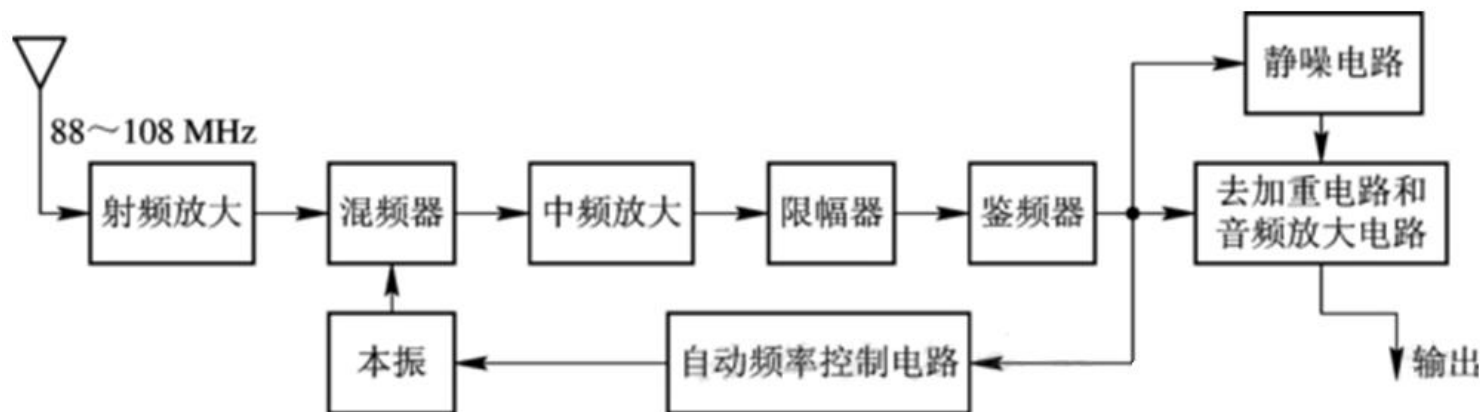 静噪电路
88～108 MHz
射频放大
混频器
中频放大
限幅器
鉴频器
去加重电路和
音频放大电路
本振
自动频率控制电路
输出